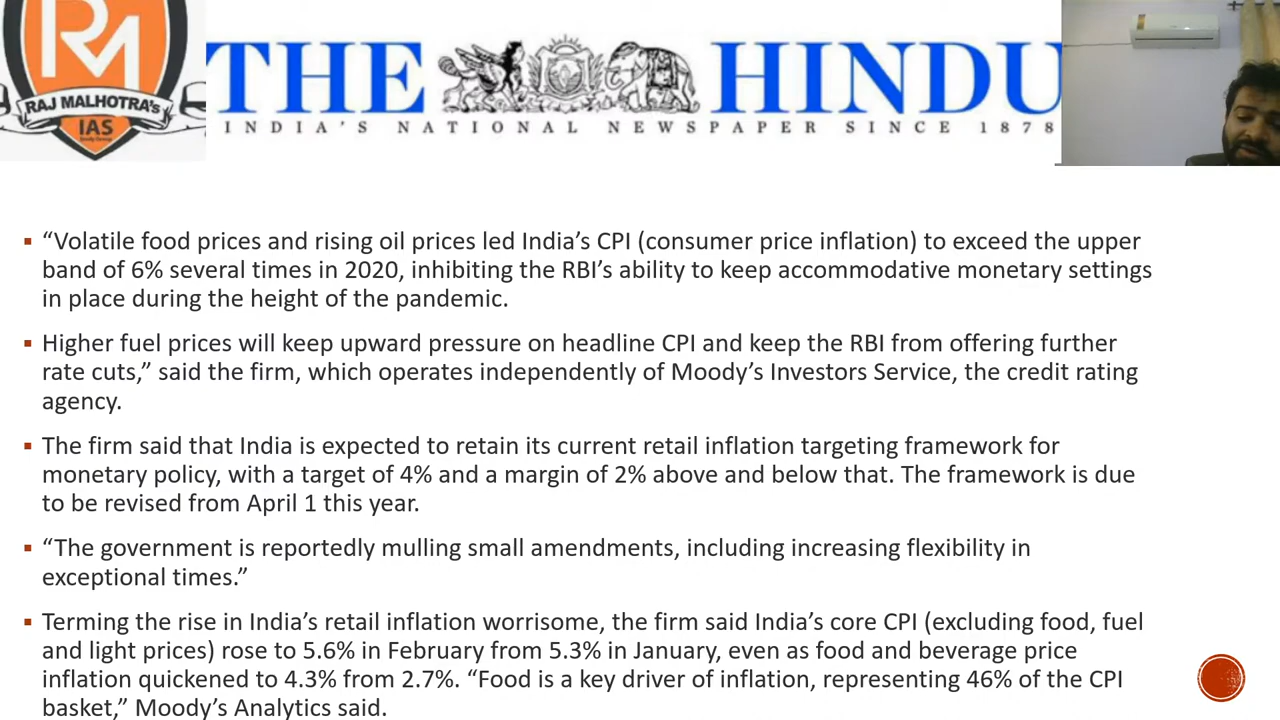 RM
RAJ MALHOTRA's
IAS
Study Group
THE HINDU
INDIA'S NATIONAL NEWSPAPER SINCE 1878
▪ “Volatile food prices and rising oil prices led India’s CPI (consumer price inflation) to exceed the upper
band of 6% several times in 2020, inhibiting the RBI’s ability to keep accommodative monetary settings
in place during the height of the pandemic.
▪ Higher fuel prices will keep upward pressure on headline CPI and keep the RBI from offering further
rate cuts,” said the firm, which operates independently of Moody’s Investors Service, the credit rating
agency.
▪ The firm said that India is expected to retain its current retail inflation targeting framework for
monetary policy, with a target of 4% and a margin of 2% above and below that. The framework is due
to be revised from April 1 this year.
▪ “The government is reportedly mulling small amendments, including increasing flexibility in
exceptional times.”
▪ Terming the rise in India’s retail inflation worrisome, the firm said India’s core CPI (excluding food, fuel
and light prices) rose to 5.6% in February from 5.3% in January, even as food and beverage price
inflation quickened to 4.3% from 2.7%. “Food is a key driver of inflation, representing 46% of the CPI
basket,” Moody’s Analytics said.